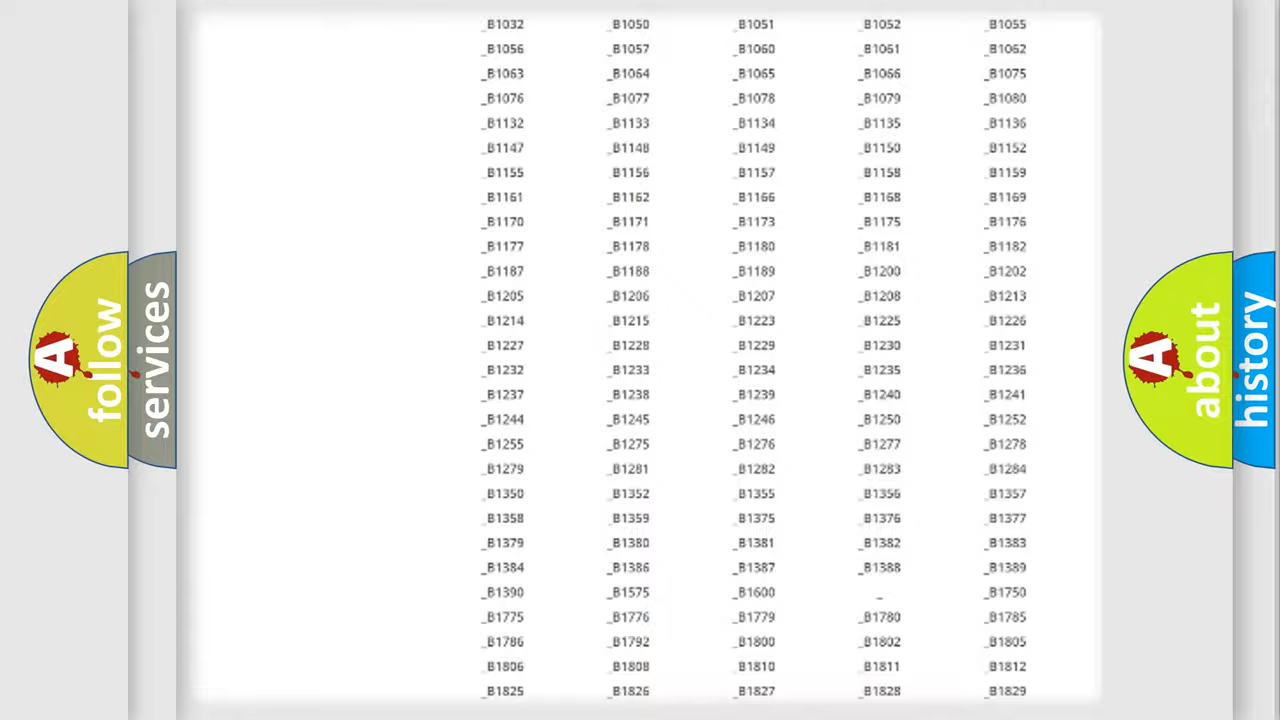 _B1032 _B1050 _B1051 _B1052 _B1055
_B1056 _B1057 _B1060 _B1061 _B1062
_B1063 _B1064 _B1065 _B1066 _B1075
_B1076 _B1077 _B1078 _B1079 _B1080
_B1132 _B1133 _B1134 _B1135 _B1136
_B1147 _B1148 _B1149 _B1150 _B1152
_B1155 _B1156 _B1157 _B1158 _B1159
_B1161 _B1162 _B1166 _B1168 _B1169
_B1170 _B1171 _B1173 _B1175 _B1176
_B1177 _B1178 _B1180 _B1181 _B1182
_B1187 _B1188 _B1189 _B1200 _B1202
_B1205 _B1206 _B1207 _B1208 _B1213
_B1214 _B1215 _B1223 _B1225 _B1226
_B1227 _B1228 _B1229 _B1230 _B1231
_B1232 _B1233 _B1234 _B1235 _B1236
_B1237 _B1238 _B1239 _B1240 _B1241
_B1244 _B1245 _B1246 _B1250 _B1252
_B1255 _B1275 _B1276 _B1277 _B1278
_B1279 _B1281 _B1282 _B1283 _B1284
_B1350 _B1352 _B1355 _B1356 _B1357
_B1358 _B1359 _B1375 _B1376 _B1377
_B1379 _B1380 _B1381 _B1382 _B1383
_B1384 _B1386 _B1387 _B1388 _B1389
_B1390 _B1575 _B1600 _ _B1750
_B1775 _B1776 _B1779 _B1780 _B1785
_B1786 _B1792 _B1800 _B1802 _B1805
_B1806 _B1808 _B1810 _B1811 _B1812
_B1825 _B1826 _B1827 _B1828 _B1829
A
follow
services
A
about
history